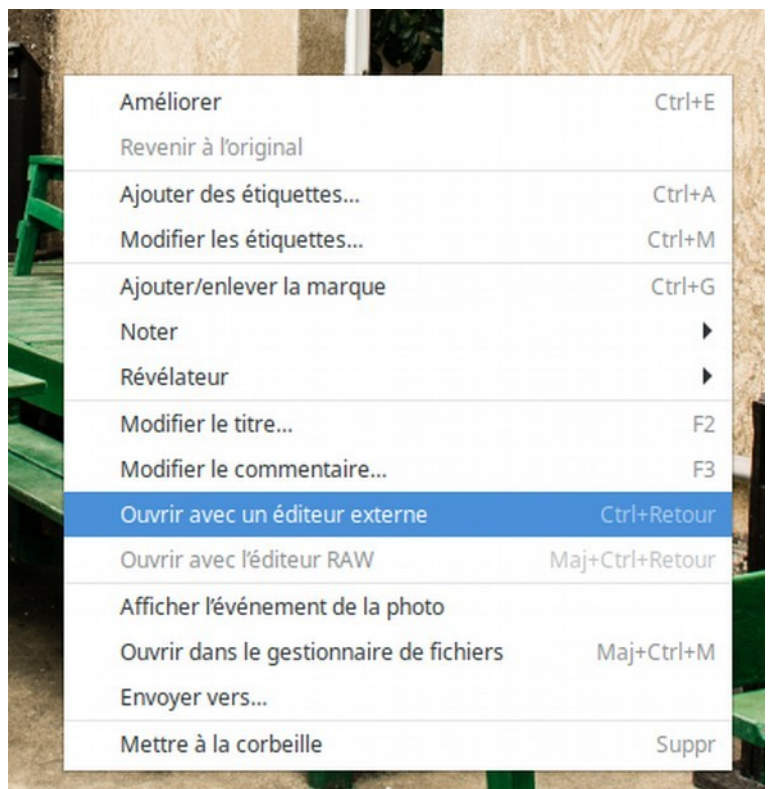 Améliorer Ctrl+E
Revenir à l'original
Ajouter des étiquettes... Ctrl+A
Modifier les étiquettes... Ctrl+M
Ajouter/enlever la marque Ctrl+G
Noter
Révélateur
Modifier le titre... F2
Modifier le commentaire... F3
Ouvrir avec un éditeur externe Ctrl+Retour
Ouvrir avec l'éditeur RAW Maj+Ctrl+Retour
Afficher l'événement de la photo
Ouvrir dans le gestionnaire de fichiers Maj+Ctrl+M
Envoyer vers...
Mettre à la corbeille Suppr